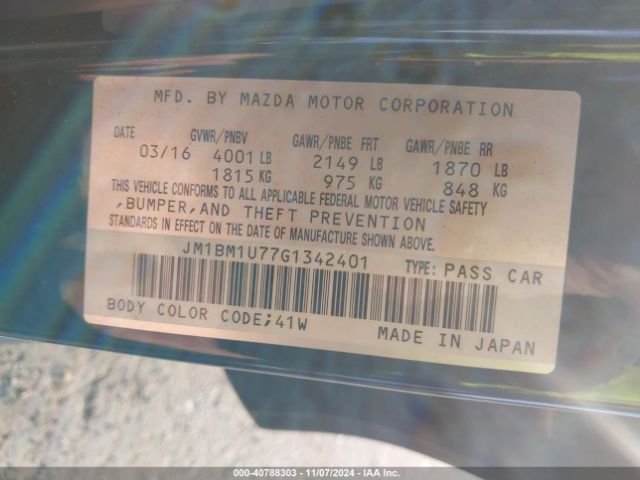 MFD. BY MAZDA MOTOR CORPORATION
DATE GVWR/PNBV GAWR/PNBE FRT GAWR/PNBE RR
03/16 4001 LB 2149 LB 1870 LB
1815 KG 975 KG 848 KG
THIS VEHICLE CONFORMS TO ALL APPLICABLE FEDERAL MOTOR VEHICLE SAFETY
,BUMPER,AND THEFT PREVENTION
STANDARDS IN EFFECT ON THE DATE OF MANUFACTURE SHOWN ABOVE.
JM1BM1U77G1342401 TYPE: PASS CAR
BODY COLOR CODE;41W MADE IN JAPAN
000-40788303 - 11/07/2024 - IAA Inc.